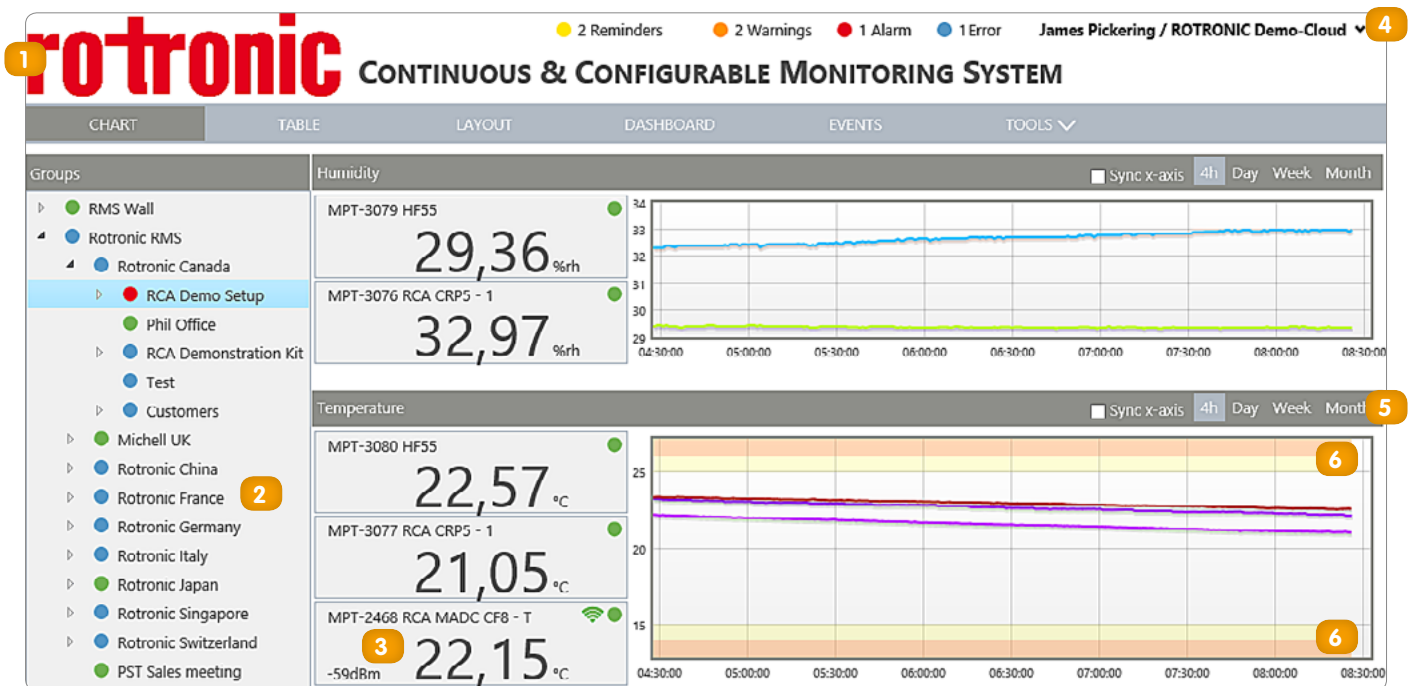 2 Reminders 2 Warnings 1 Alarm 1 Error James Pickering / ROTRONIC Demo-Cloud 4
1 rotronic
CONTINUOUS & CONFIGURABLE MONITORING SYSTEM
CHART TABLE LAYOUT DASHBOARD EVENTS TOOLS
Groups
RMS Wall
Rotronic RMS
Rotronic Canada
RCA Demo Setup
Phil Office
RCA Demonstration Kit
Test
Customers
Michell UK
Rotronic China
Rotronic France 2
Rotronic Germany
Rotronic Italy
Rotronic Japan
Rotronic Singapore
Rotronic Switzerland
PST Sales meeting
Humidity Sync x-axis 4h Day Week Month
MPT-3079 HF55
29,36 %rh
MPT-3076 RCA CRP5 - 1
32,97 %rh
34
33
32
31
30
29
04:30:00 05:00:00 05:30:00 06:00:00 06:30:00 07:00:00 07:30:00 08:00:00 08:30:00
Temperature Sync x-axis 4h Day Week Month 5
MPT-3080 HF55
22,57 °C
MPT-3077 RCA CRP5 - 1
21,05 °C
MPT-2468 RCA MADC CF8 - T
3
-59dBm 22,15 °C
6
25
20
15
6
04:30:00 05:00:00 05:30:00 06:00:00 06:30:00 07:00:00 07:30:00 08:00:00 08:30:00